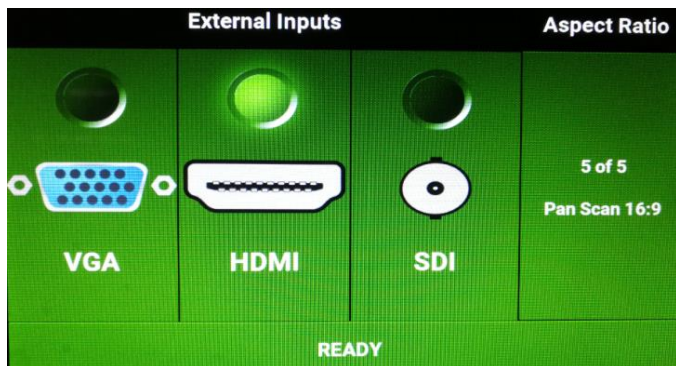 External Inputs
Aspect Ratio
5 of 5
Pan Scan 16:9
VGA
HDMI
SDI
READY